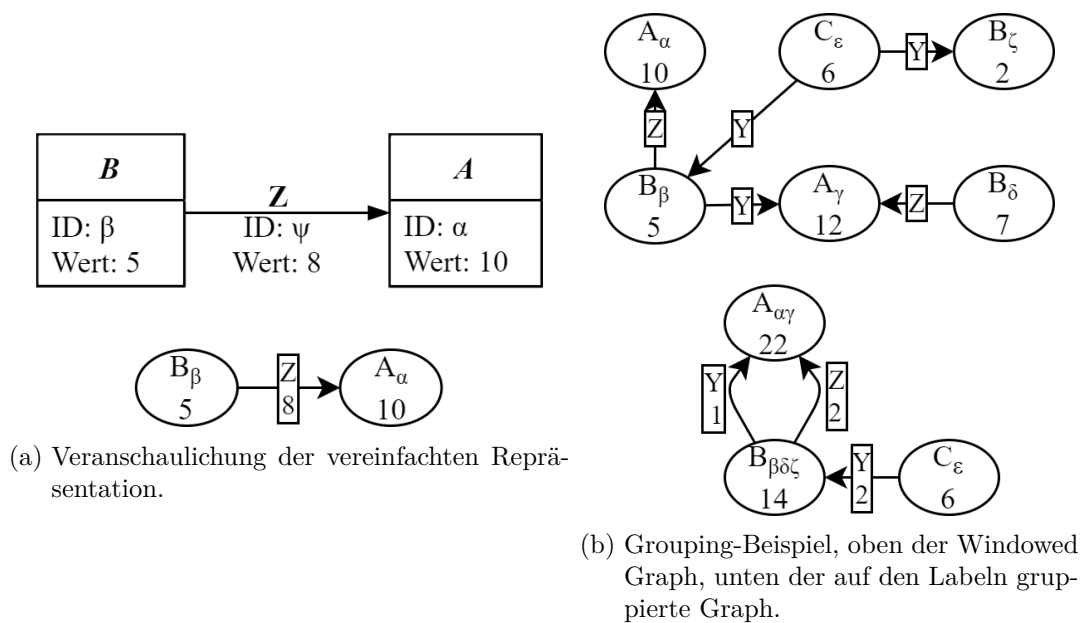 B
ID: β
Wert: 5
Z
ID: ψ
Wert: 8
A
ID: α
Wert: 10
Bβ
5
Z
8
Aα
10
(a) Veranschaulichung der vereinfachten Reprä-
sentation.
Aα
10
Cε
6
Y
Bζ
2
Z
Y
Bβ
5
Y
Aγ
12
Z
Bδ
7
Aαγ
22
Y
1
Z
2
Bβδζ
14
Y
2
Cε
6
(b) Grouping-Beispiel, oben der Windowed
Graph, unten der auf den Labeln grup-
pierte Graph.